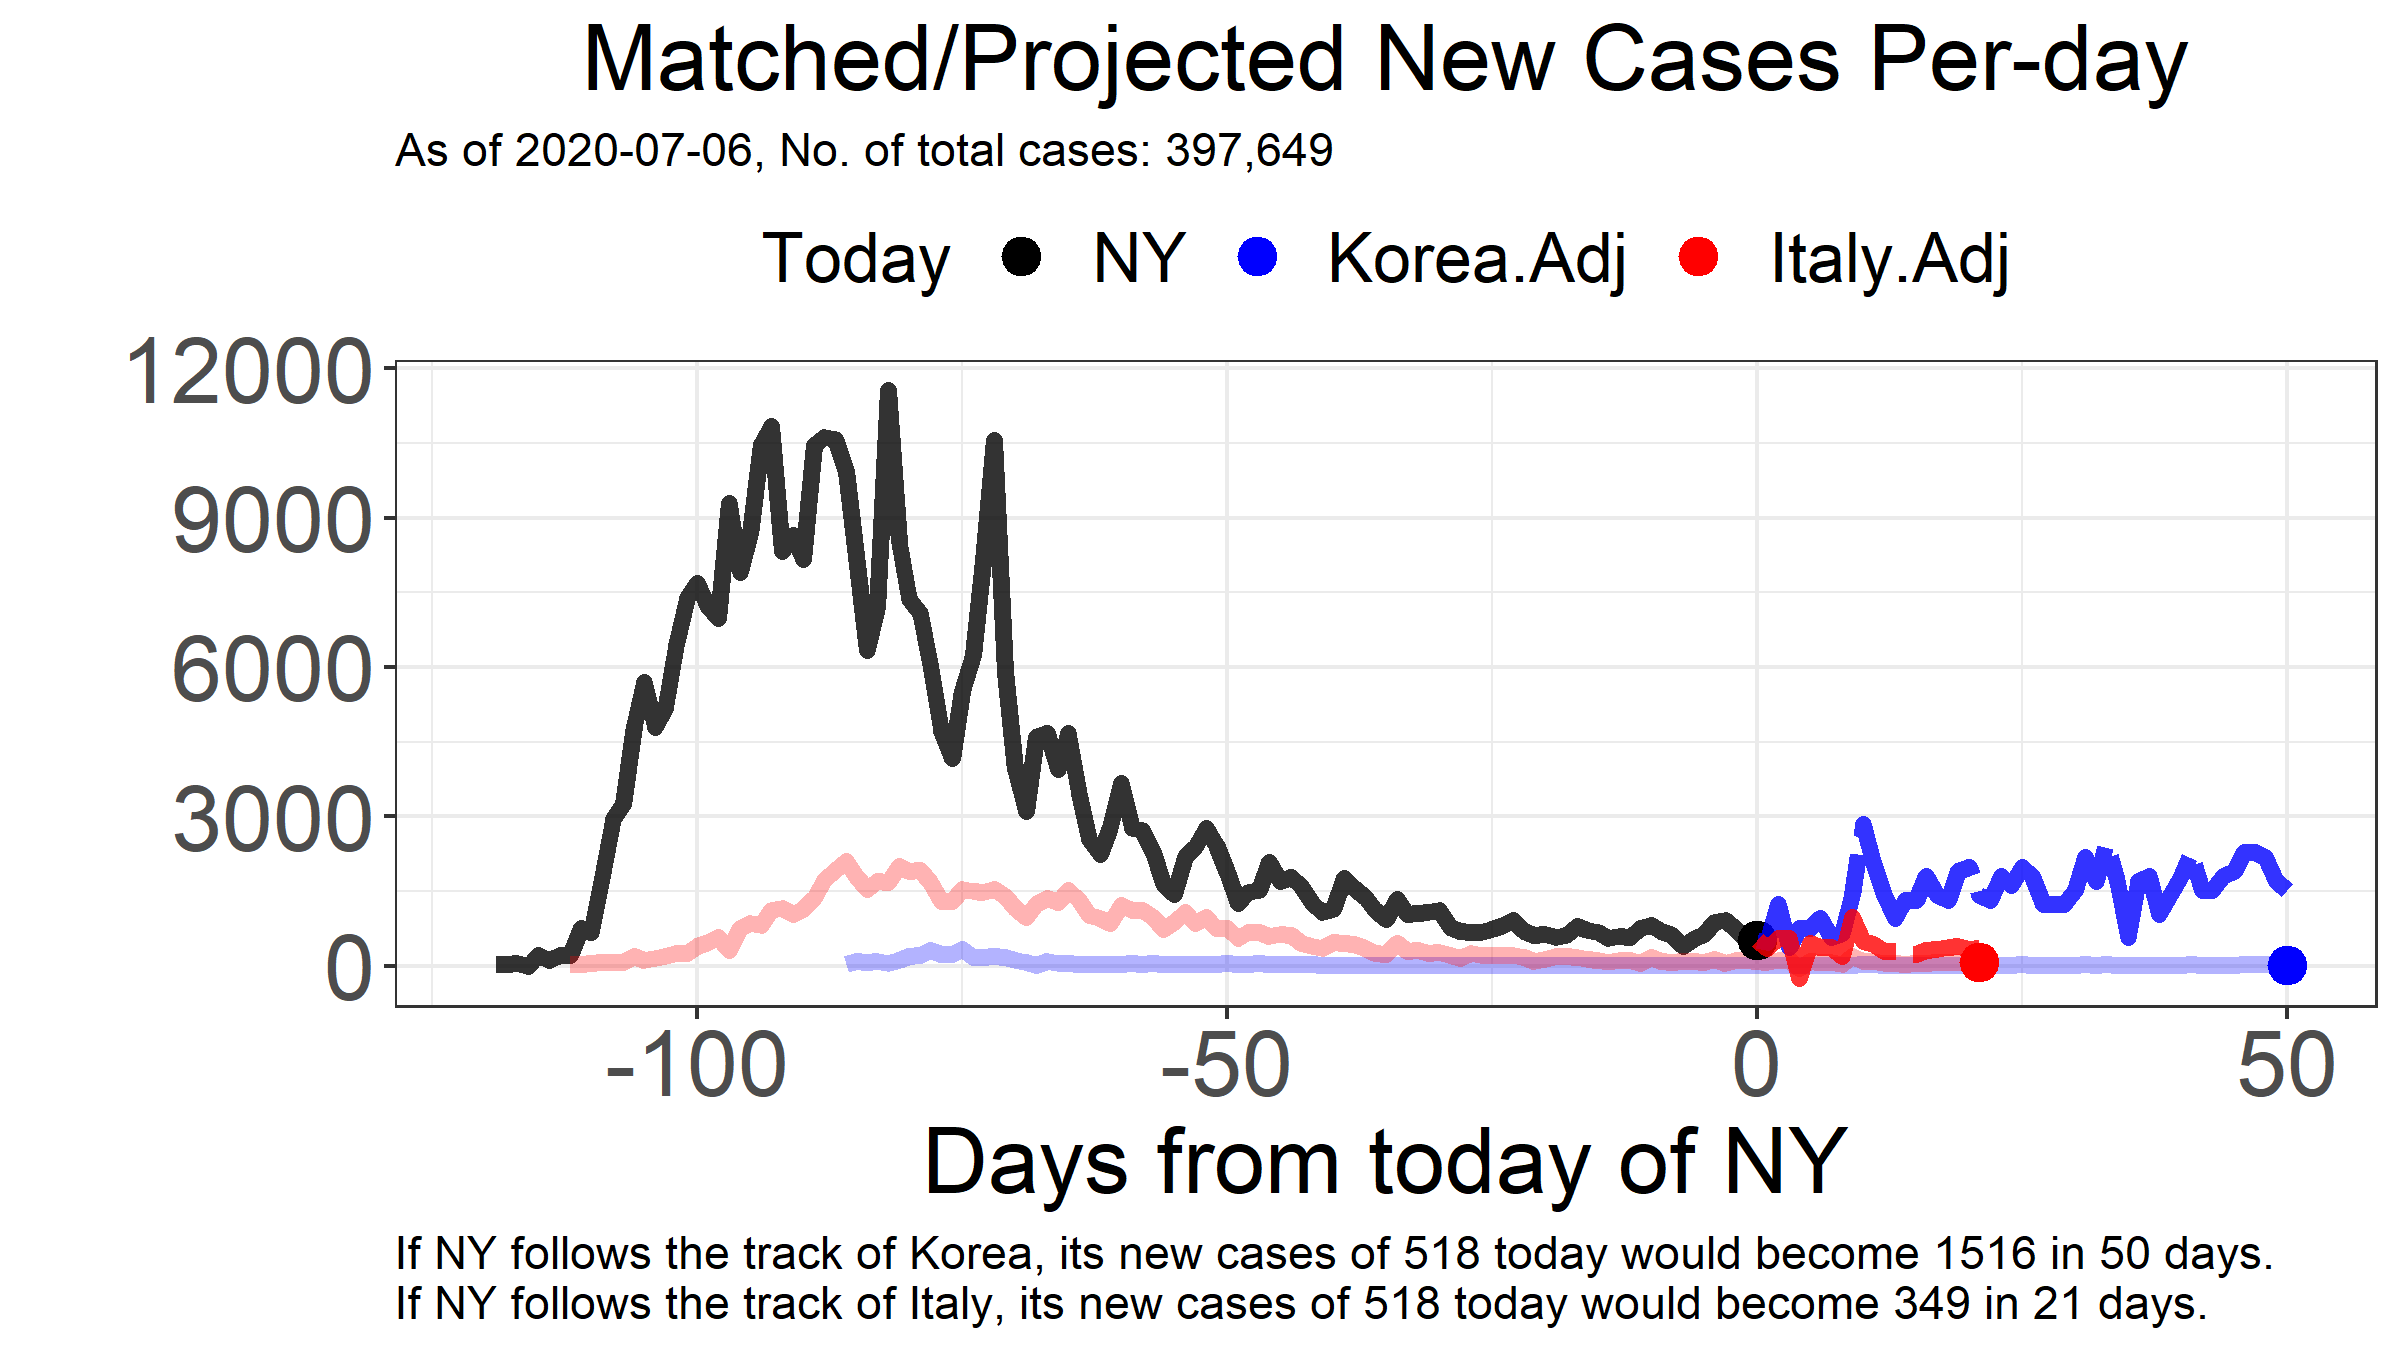 Matched/Projected New Cases Per-day
As of 2020-07-06, No. of total cases: 397,649
Today NY Korea.Adj Italy.Adj
12000
9000
6000
3000
0
-100 -50 0 50
Days from today of NY
If NY follows the track of Korea, its new cases of 518 today would become 1516 in 50 days.
If NY follows the track of Italy, its new cases of 518 today would become 349 in 21 days.